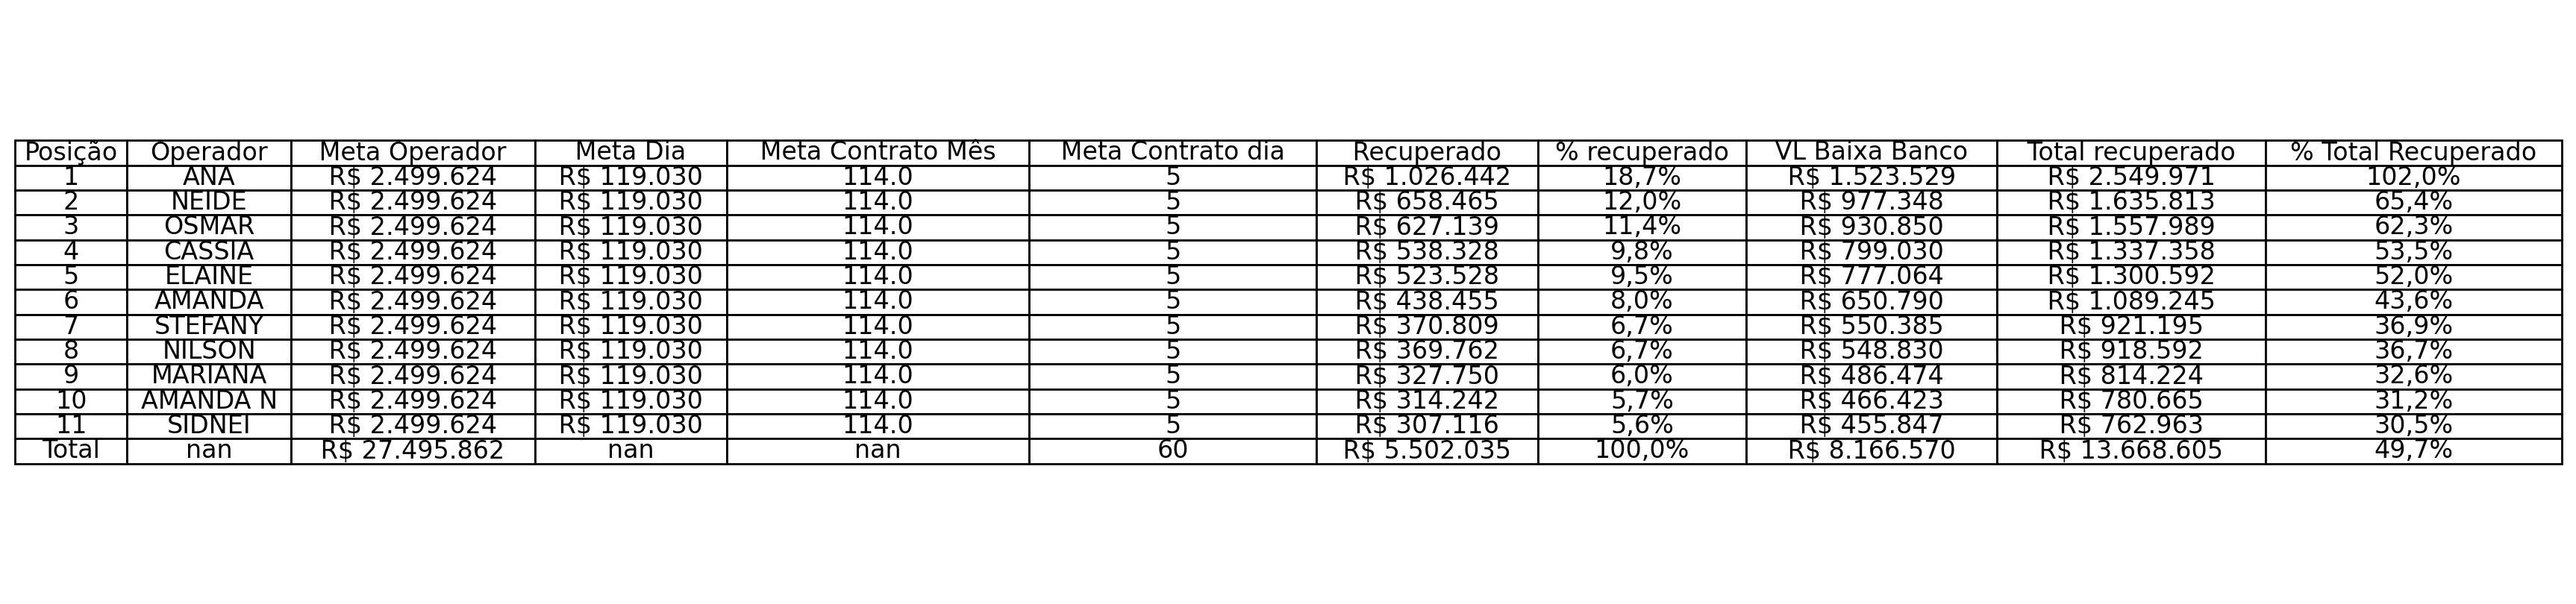 Posição Operador Meta Operador Meta Dia Meta Contrato Mês Meta Contrato dia Recuperado % recuperado VL Baixa Banco Total recuperado % Total Recuperado
1 ANA R$ 2.499.624 R$ 119.030 114.0 5 R$ 1.026.442 18,7% R$ 1.523.529 R$ 2.549.971 102,0%
2 NEIDE R$ 2.499.624 R$ 119.030 114.0 5 R$ 658.465 12,0% R$ 977.348 R$ 1.635.813 65,4%
3 OSMAR R$ 2.499.624 R$ 119.030 114.0 5 R$ 627.139 11,4% R$ 930.850 R$ 1.557.989 62,3%
4 CASSIA R$ 2.499.624 R$ 119.030 114.0 5 R$ 538.328 9,8% R$ 799.030 R$ 1.337.358 53,5%
5 ELAINE R$ 2.499.624 R$ 119.030 114.0 5 R$ 523.528 9,5% R$ 777.064 R$ 1.300.592 52,0%
6 AMANDA R$ 2.499.624 R$ 119.030 114.0 5 R$ 438.455 8,0% R$ 650.790 R$ 1.089.245 43,6%
7 STEFANY R$ 2.499.624 R$ 119.030 114.0 5 R$ 370.809 6,7% R$ 550.385 R$ 921.195 36,9%
8 NILSON R$ 2.499.624 R$ 119.030 114.0 5 R$ 369.762 6,7% R$ 548.830 R$ 918.592 36,7%
9 MARIANA R$ 2.499.624 R$ 119.030 114.0 5 R$ 327.750 6,0% R$ 486.474 R$ 814.224 32,6%
10 AMANDA N R$ 2.499.624 R$ 119.030 114.0 5 R$ 314.242 5,7% R$ 466.423 R$ 780.665 31,2%
11 SIDNEI R$ 2.499.624 R$ 119.030 114.0 5 R$ 307.116 5,6% R$ 455.847 R$ 762.963 30,5%
Total nan R$ 27.495.862 nan nan 60 R$ 5.502.035 100,0% R$ 8.166.570 R$ 13.668.605 49,7%